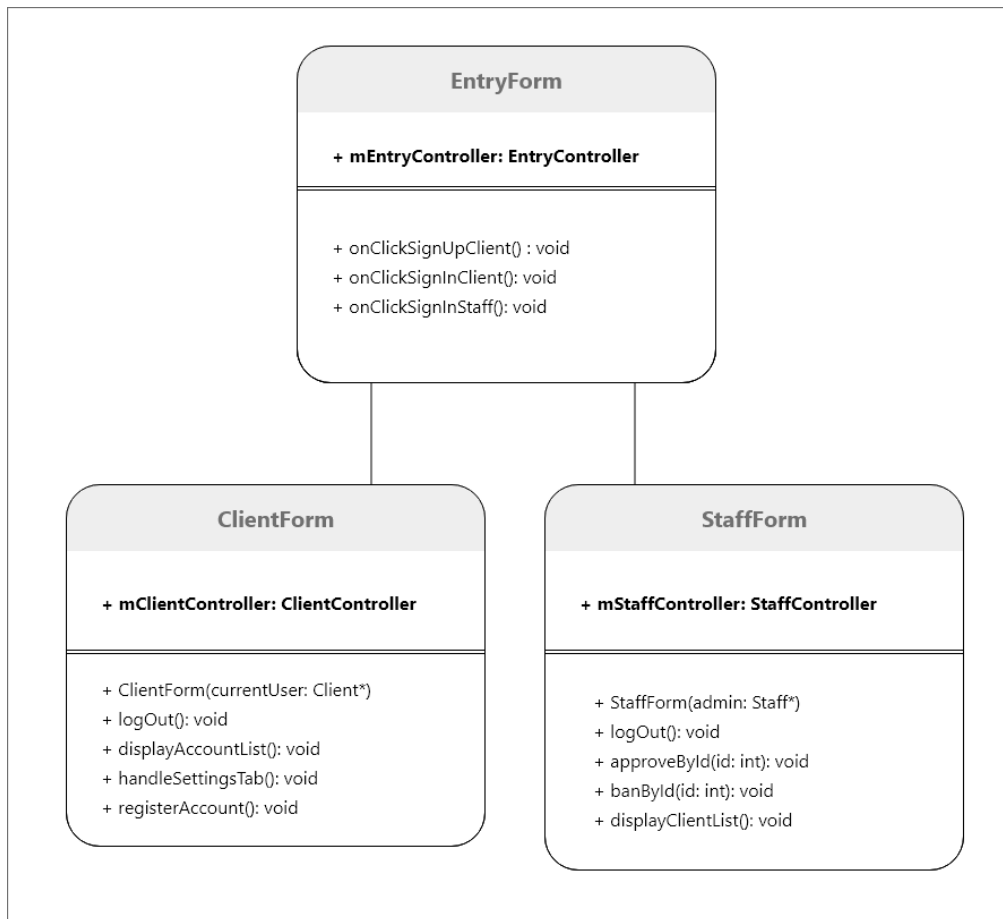 EntryForm
+ mEntryController: EntryController
+ onClickSignUpClient() : void
+ onClickSignInClient(): void
+ onClickSignInStaff(): void
ClientForm
+ mClientController: ClientController
+ ClientForm(currentUser: Client*)
+ logOut(): void
+ displayAccountList(): void
+ handleSettingsTab(): void
+ registerAccount(): void
StaffForm
+ mStaffController: StaffController
+ StaffForm(admin: Staff*)
+ logOut(): void
+ approveById(id: int): void
+ banById(id: int): void
+ displayClientList(): void